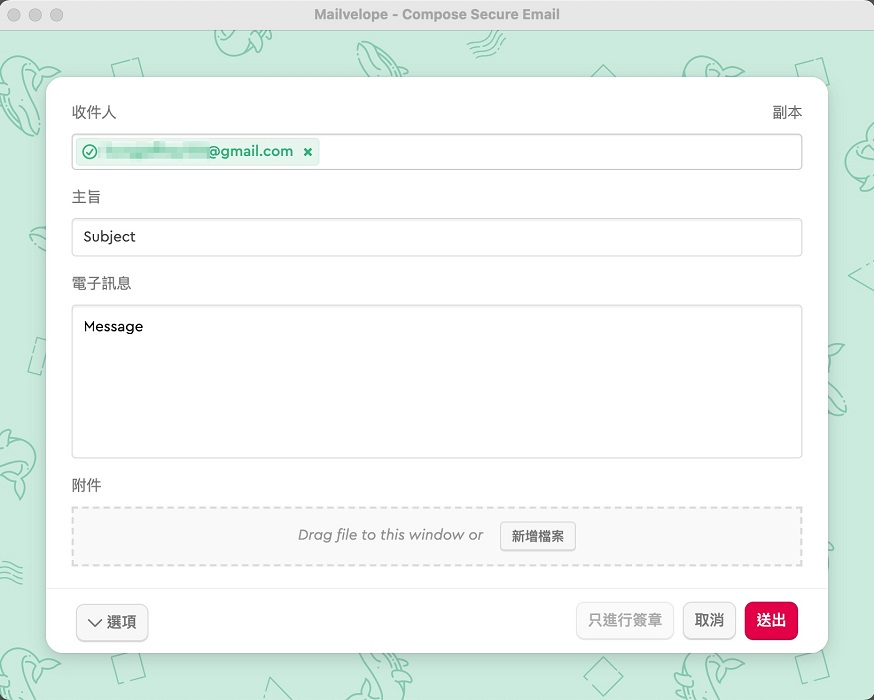 Mailvelope - Compose Secure Email
收件人
副本
@gmail.com ×
主旨
Subject
電子訊息
Message
附件
Drag file to this window or
新增檔案
選項
只進行簽章
取消
送出